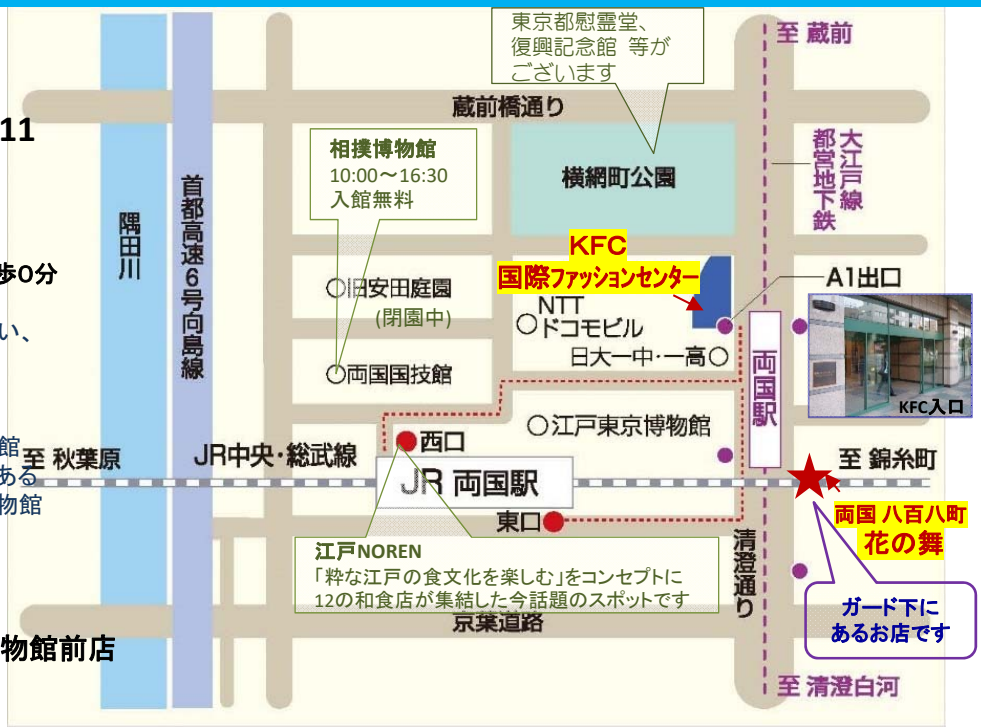 東京都慰霊堂、
復興記念館 等が
ございます
至 蔵前
蔵前橋通り
11
相撲博物館
10:00～16:30
入館無料
横網町公園
都営地下鉄
大江戸線
首都高速6号向島線
隅田川
KFC
国際ファッションセンター
歩0分
A1出口
○旧安田庭園
(閉園中)
NTT
○ドコモビル
い、
日大一中・一高○
両国駅
○両国国技館
KFC入口
○江戸東京博物館
館
西口
至 秋葉原
JR中央・総武線
至 錦糸町
ある
JR 両国駅
物館
東口
両国 八百八町
花の舞
清澄通り
江戸NOREN
「粋な江戸の食文化を楽しむ」をコンセプトに
12の和食店が集結した今話題のスポットです
ガード下に
あるお店です
京葉道路
物館前店
至 清澄白河